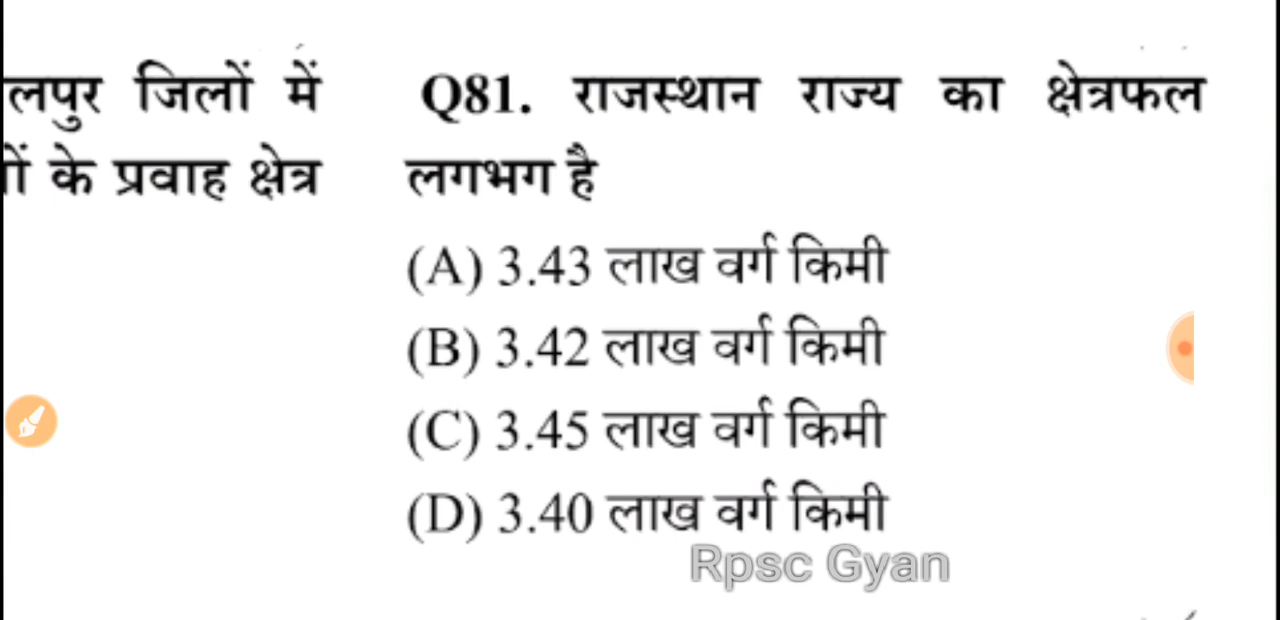 जिलों में
के प्रवाह क्षेत्र
Q81. राजस्थान राज्य का क्षेत्रफल
लगभग है
(A) 3.43 लाख वर्ग किमी
(B) 3.42 लाख वर्ग किमी
(C) 3.45 लाख वर्ग किमी
(D) 3.40 लाख वर्ग किमी
Rpsc Gyan